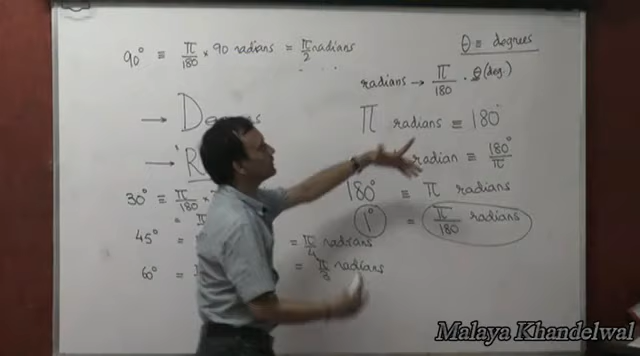 90° ≡ π/180 × 90 radians = π/2 radians
θ ≡ degrees
radians → π/180 · θ (deg.)
→ D
π radians ≡ 180°
→ R
radian ≡ 180°/π
180° ≡ π radians
30° = π/180 ×
1° = π/180 radians
45° = = π/4 radians
60° = = π/3 radians
Malaya Khandelwal